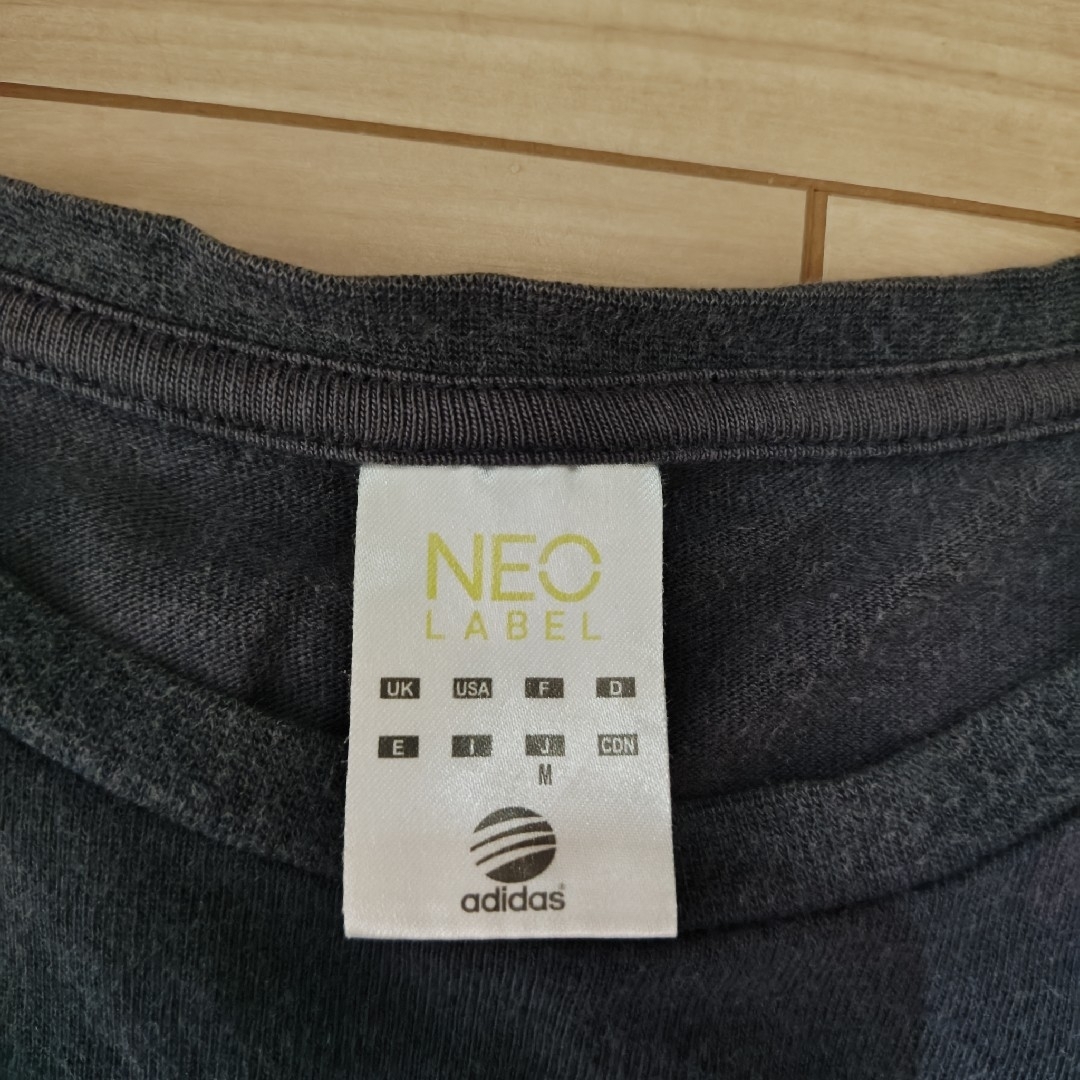 NEO
LABEL
UK USA F D
E I J CDN
M
adidas®